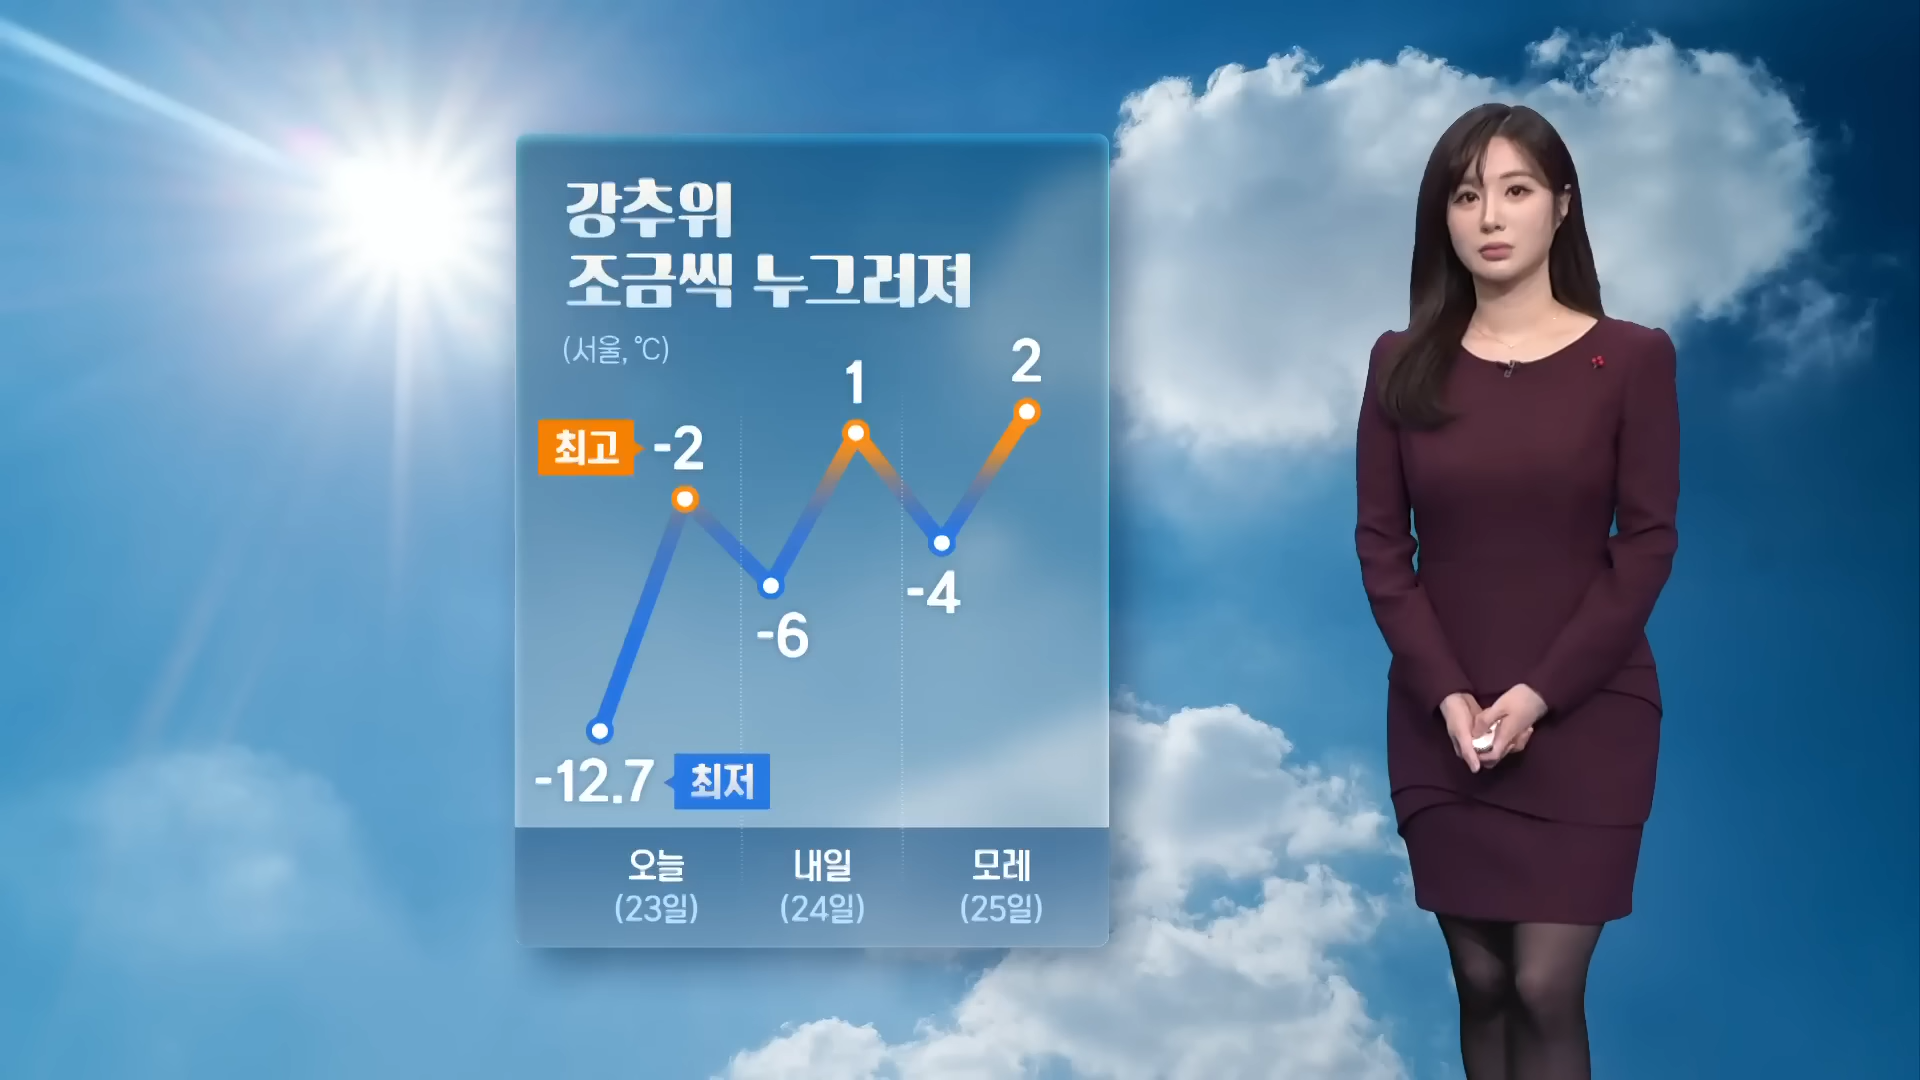 강추위
조금씩 누그러져
(서울, ℃)
최고 -2
1
2
-6
-4
-12.7 최저
오늘 내일 모레
(23일) (24일) (25일)